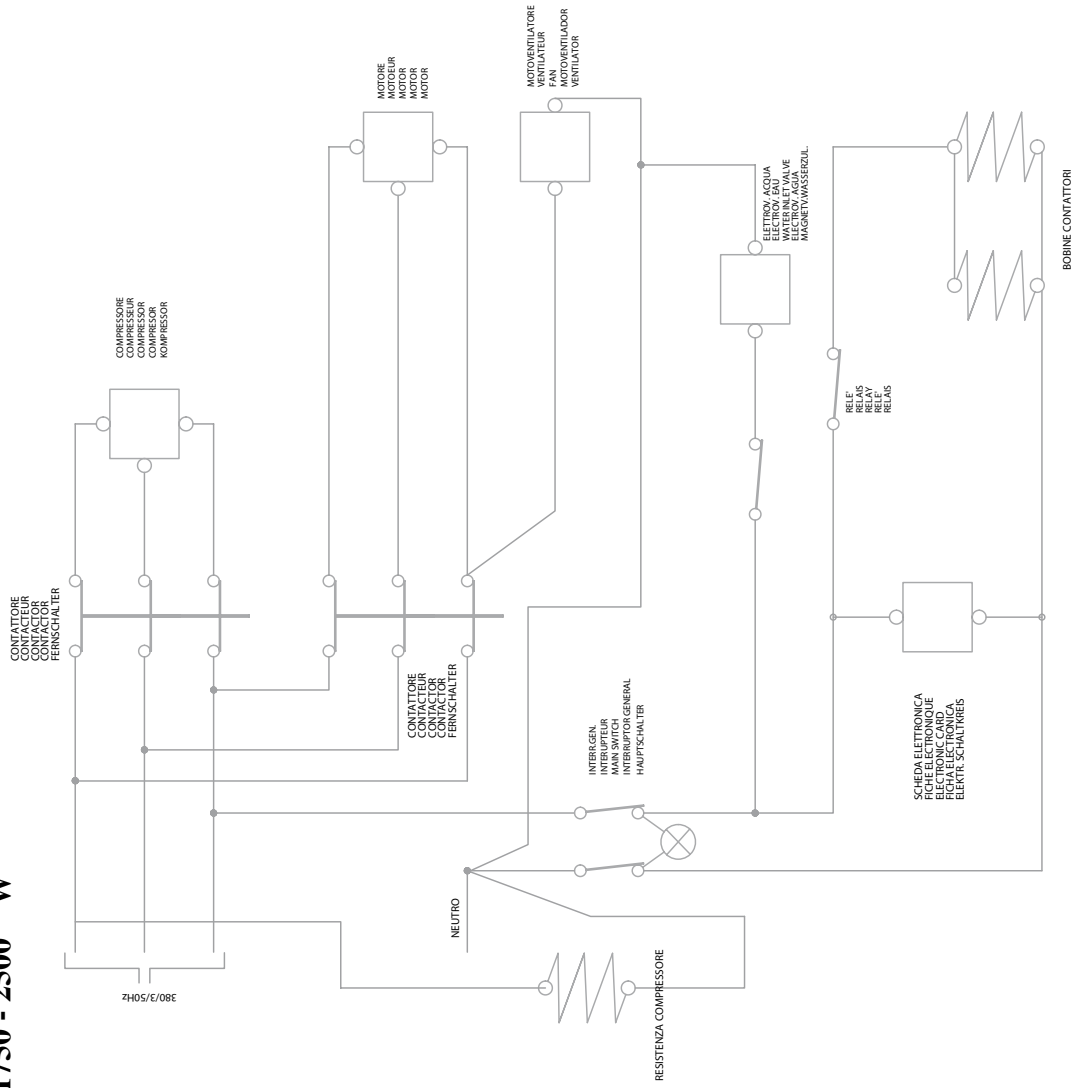 1750 - 2500 W
380/3/50Hz
CONTATTORE
CONTACTEUR
CONTACTOR
CONTACTOR
FERNSCHALTER
COMPRESSORE
COMPRESSEUR
COMPRESSOR
COMPRESOR
KOMPRESSOR
MOTORE
MOTOEUR
MOTOR
MOTOR
MOTOR
MOTOVENTILATORE
VENTILATEUR
FAN
MOTOVENTILADOR
VENTILATOR
CONTATTORE
CONTACTEUR
CONTACTOR
CONTACTOR
FERNSCHALTER
NEUTRO
RESISTENZA COMPRESSORE
INTERR.GEN.
INTERUPTEUR
MAIN SWITCH
INTERRUPTOR GENERAL
HAUPTSCHALTER
ELETTROV. ACQUA
ELECTROV. EAU
WATER INLET VALVE
ELECTROV. AGUA
MAGNETV.WASSERZUL.
RELE'
RELAIS
RELAY
RELE'
RELAIS
SCHEDA ELETTRONICA
FICHE ELECTRONIQUE
ELECTRONIC CARD
FICHA ELECTRONICA
ELEKTR. SCHALTKREIS
BOBINE CONTATTORI